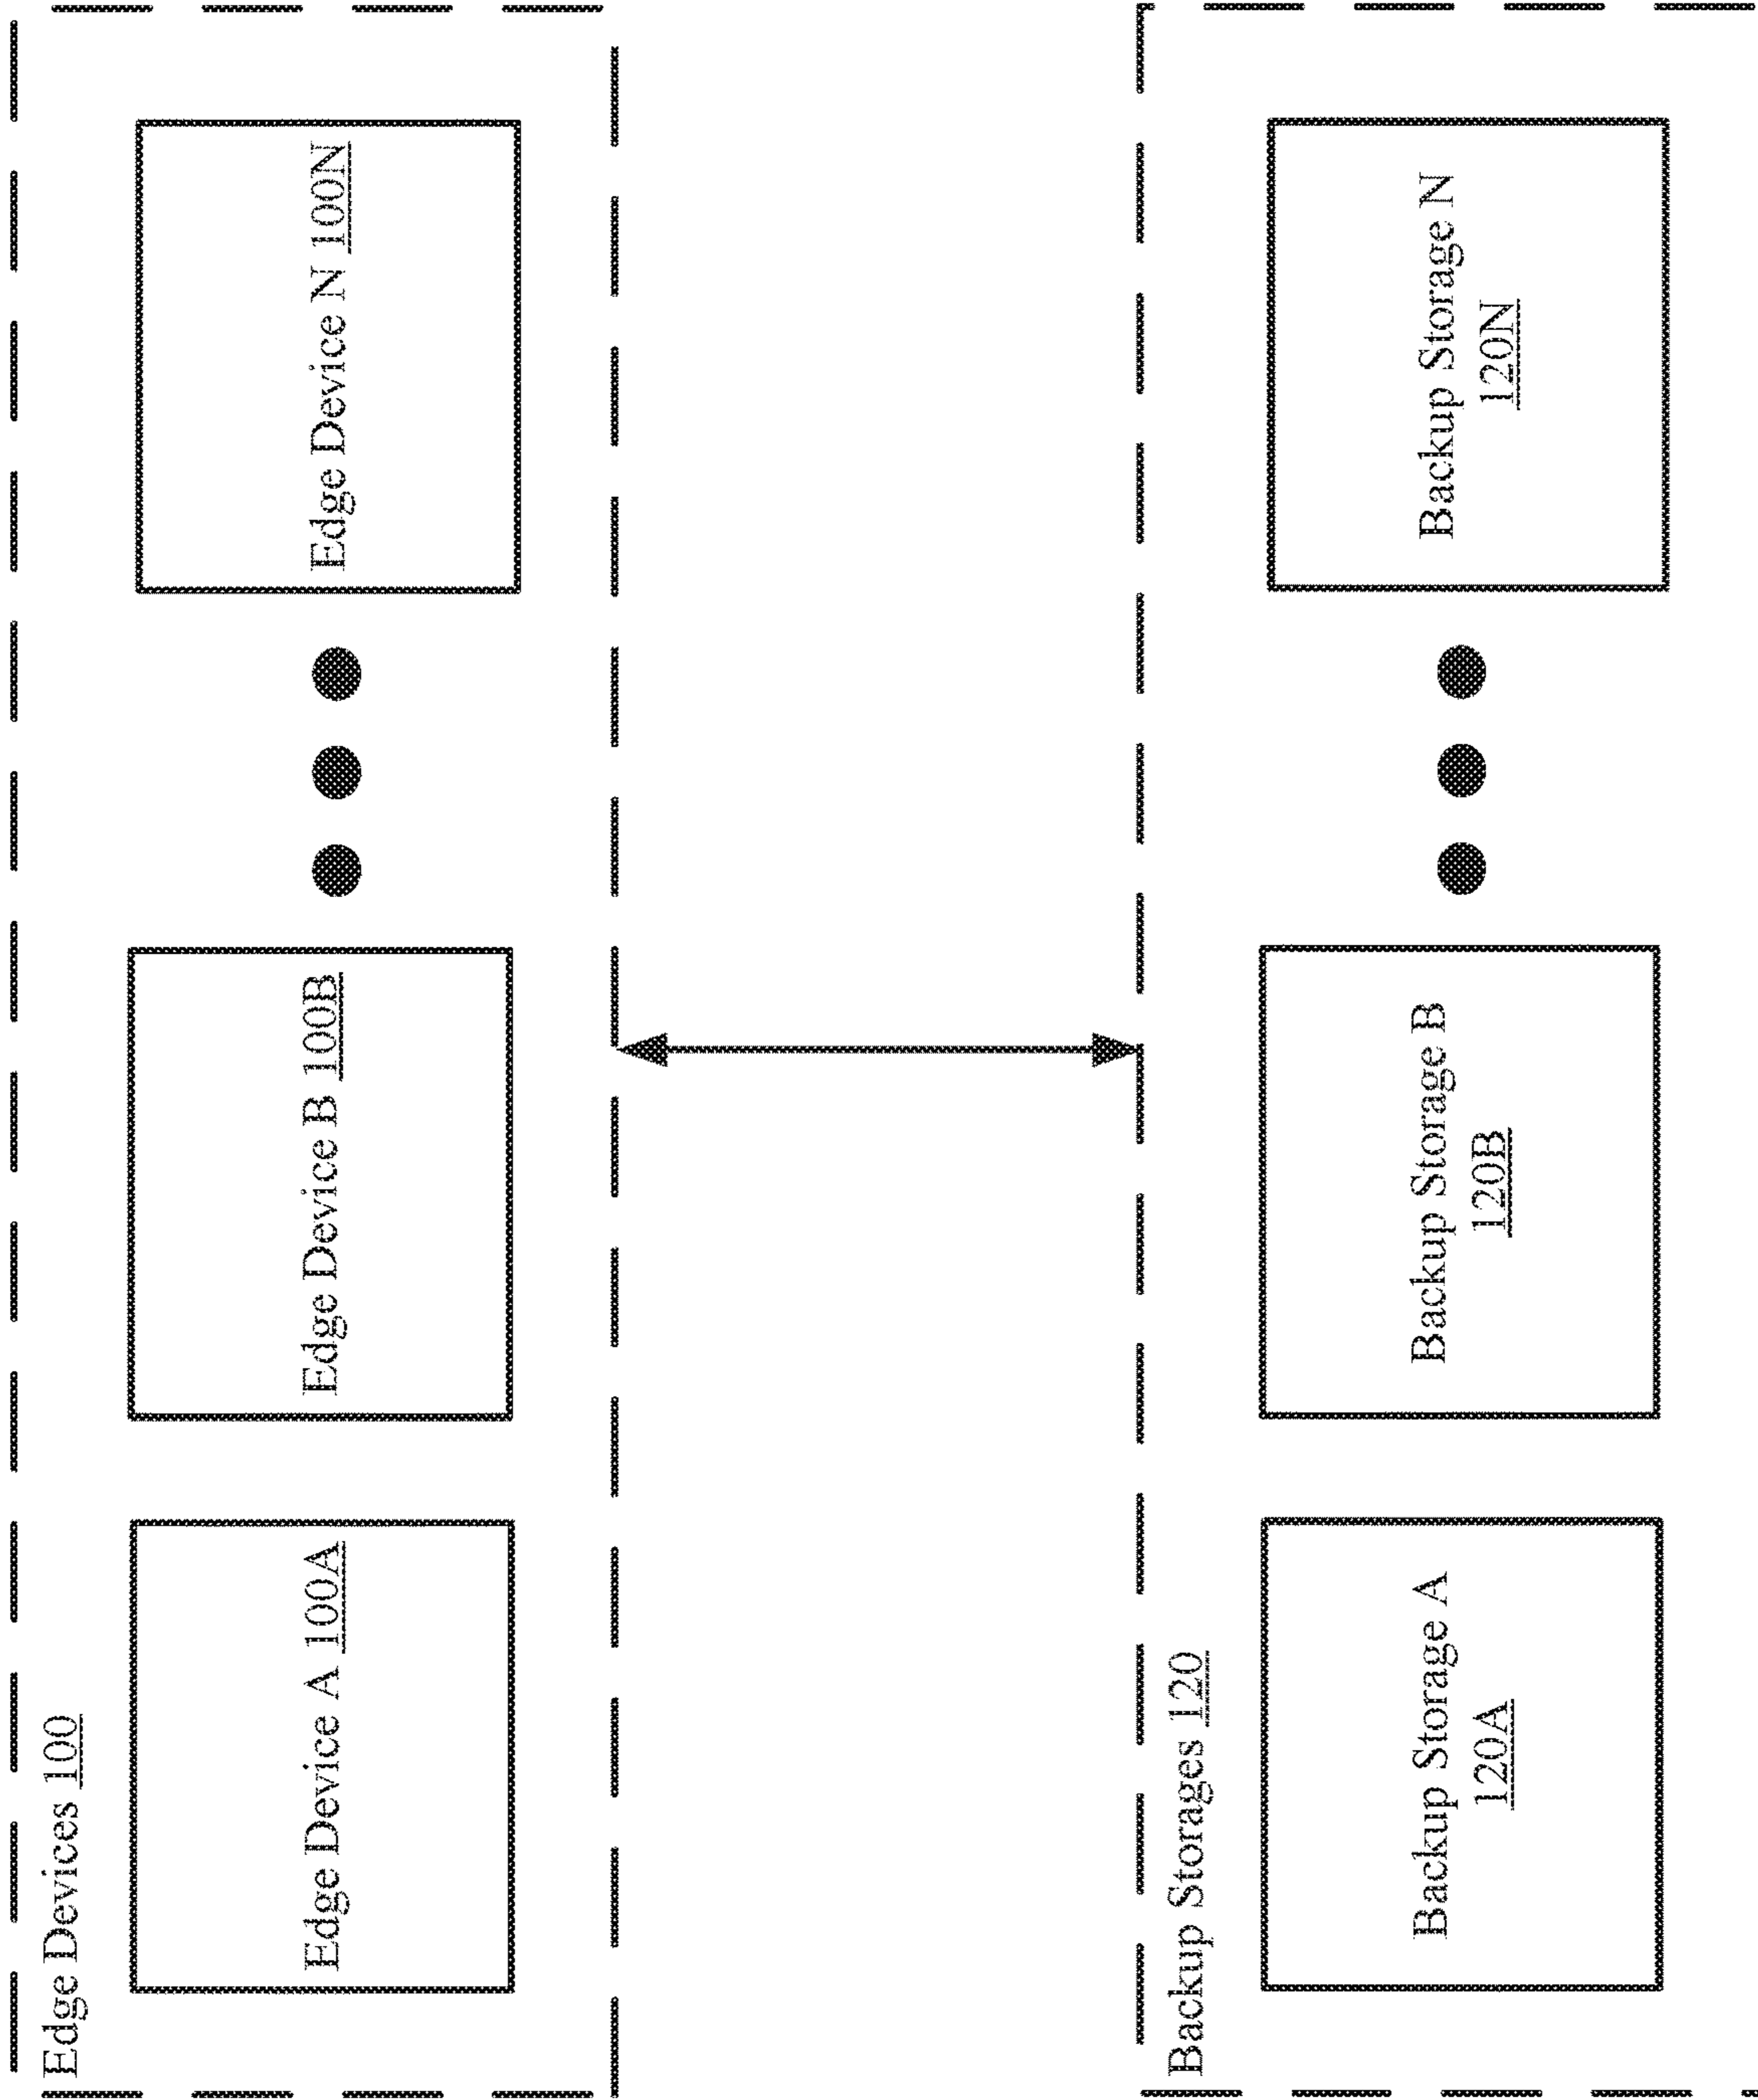 Edge Devices 100
Edge Device A 100A
Edge Device B 100B
Edge Device N 100N
Backup Storages 120
Backup Storage A
120A
Backup Storage B
120B
Backup Storage N
120N